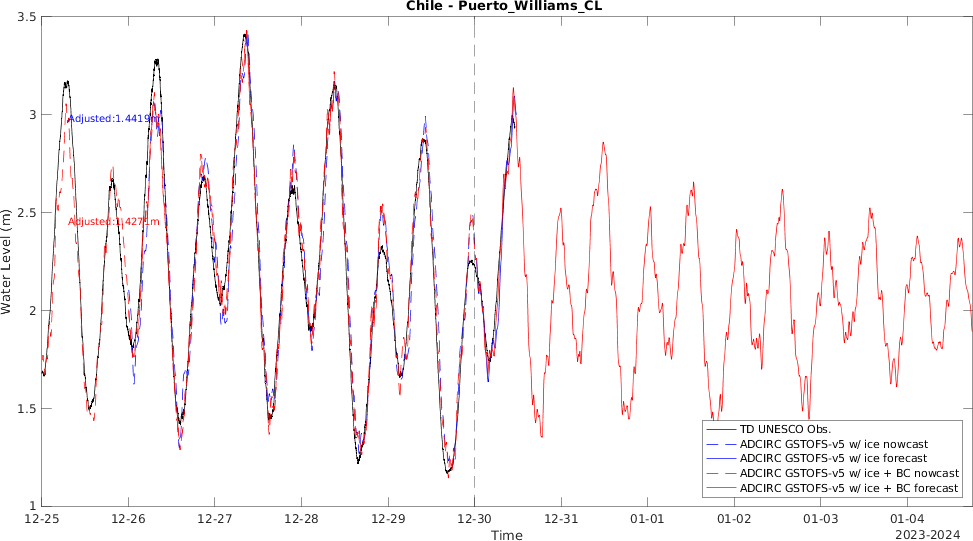 Chile - Puerto_Williams_CL
3.5
3
2.5
2
1.5
1
Water Level (m)
Adjusted:1.4419m
Adjusted:1.4271m
TD UNESCO Obs.
ADCIRC GSTOFS-v5 w/ ice nowcast
ADCIRC GSTOFS-v5 w/ ice forecast
ADCIRC GSTOFS-v5 w/ ice + BC nowcast
ADCIRC GSTOFS-v5 w/ ice + BC forecast
12-25 12-26 12-27 12-28 12-29 12-30 12-31 01-01 01-02 01-03 01-04
Time
2023-2024